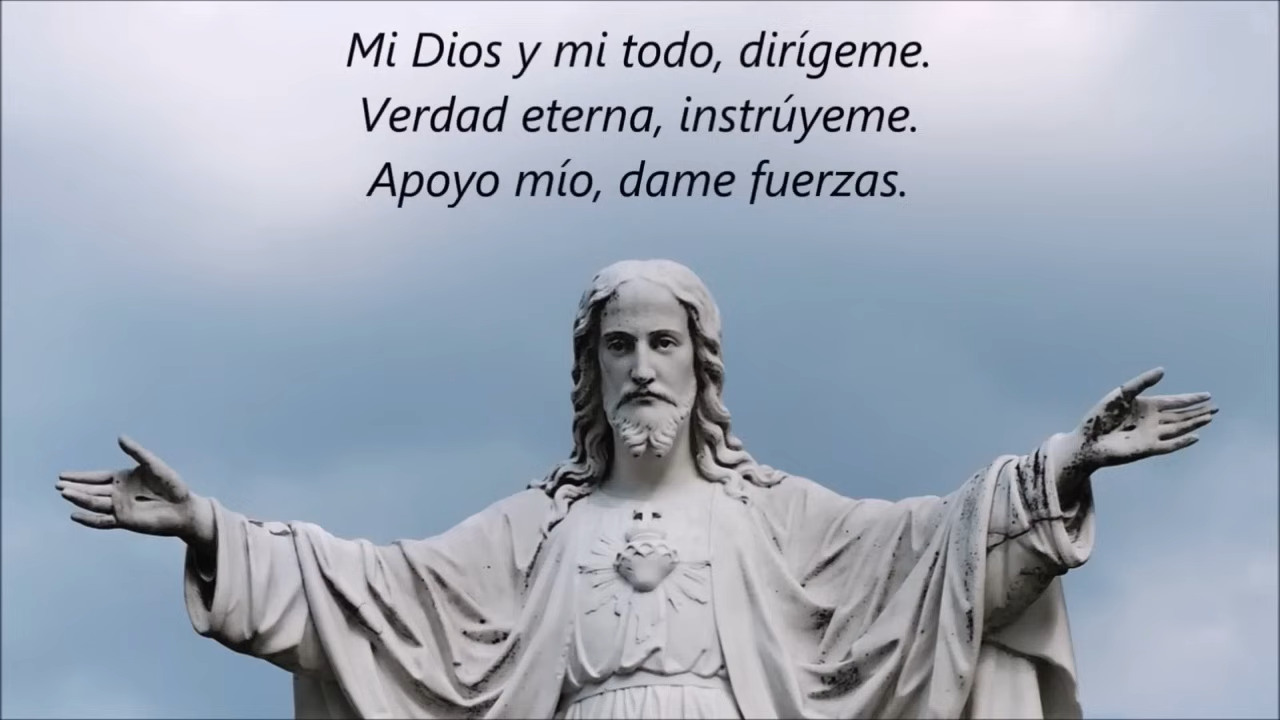 Mi Dios y mi todo, dirígeme.
Verdad eterna, instrúyeme.
Apoyo mío, dame fuerzas.